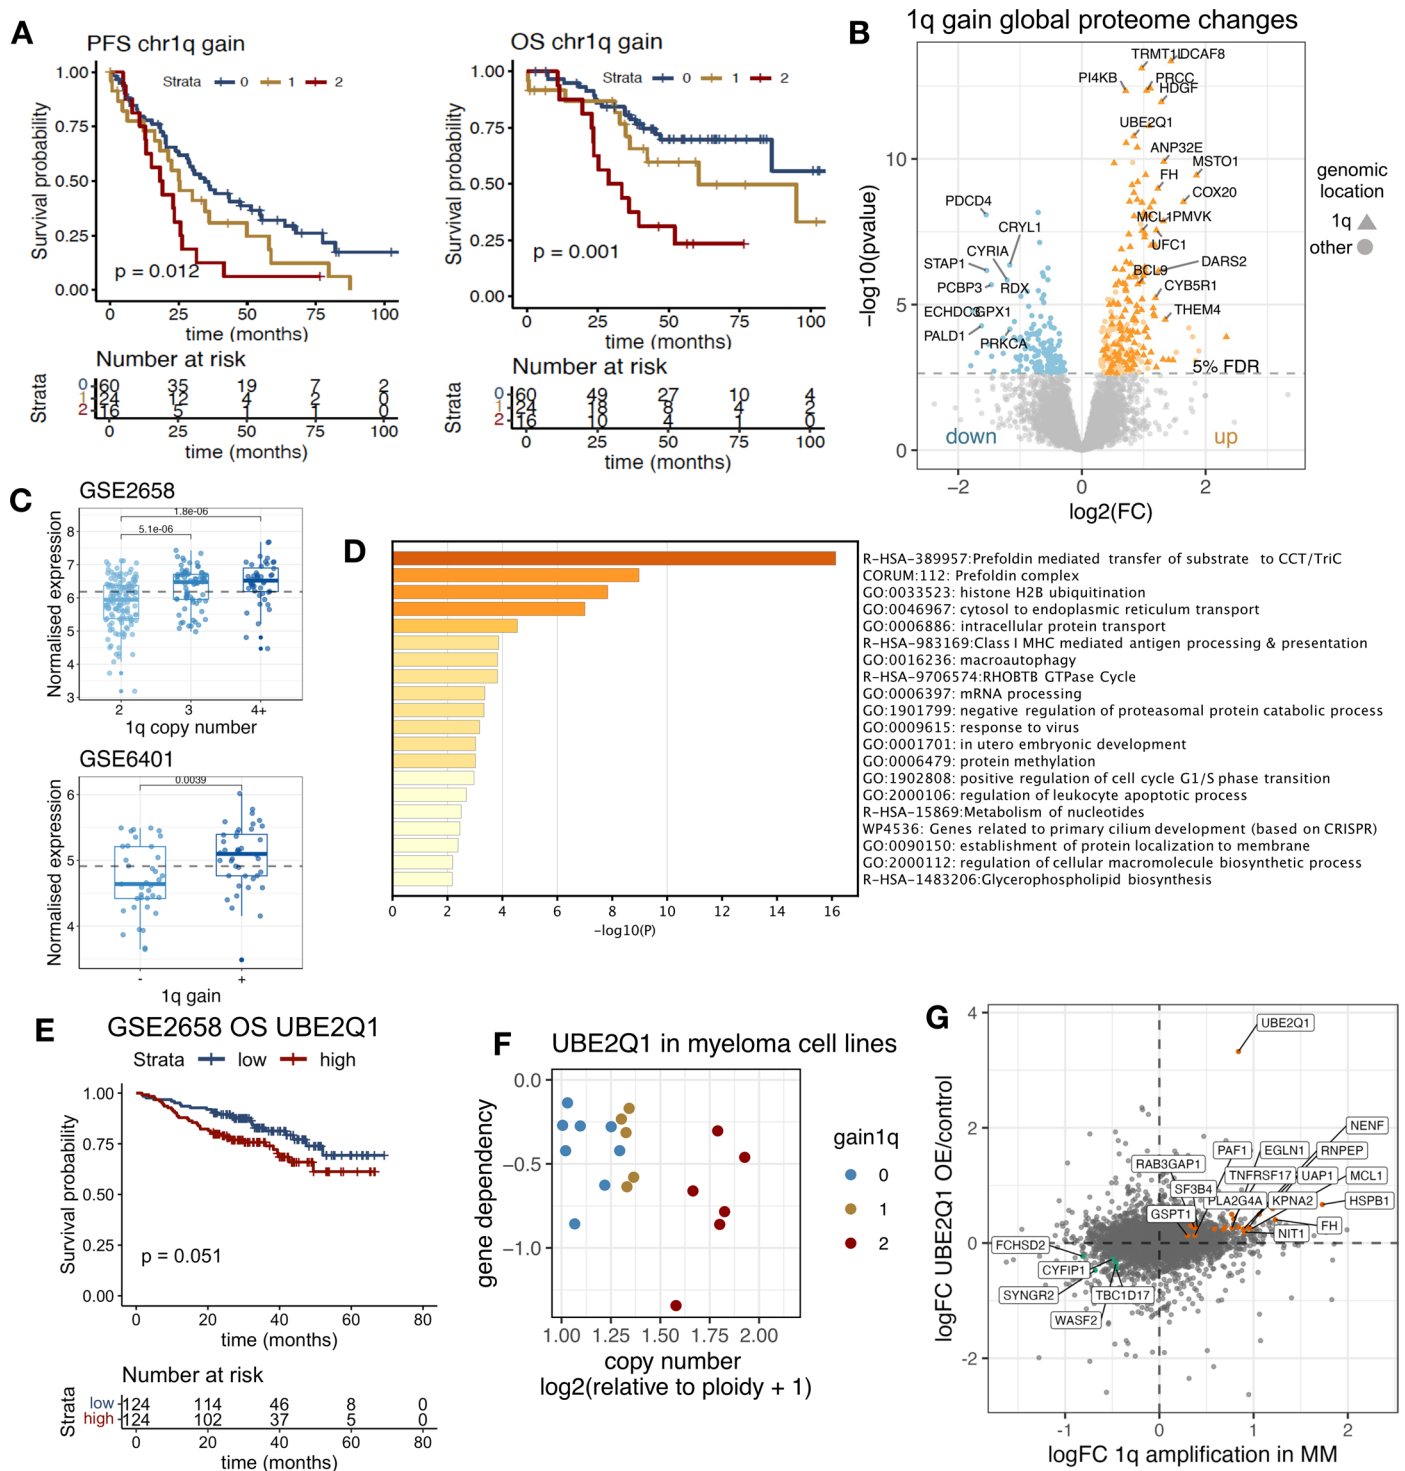 A
PFS chr1q gain
Strata 0 1 2
Survival probability
1.00
0.75
0.50
0.25
0.00
p = 0.012
0 25 50 75 100
time (months)
Number at risk
Strata
0 60 35 19 7 2
1 24 12 4 2 0
2 16 5 1 1 0
0 25 50 75 100
time (months)
OS chr1q gain
Strata 0 1 2
Survival probability
1.00
0.75
0.50
0.25
0.00
p = 0.001
0 25 50 75 100
time (months)
Number at risk
Strata
0 60 49 27 10 4
1 24 18 8 4 2
2 16 10 4 1 0
0 25 50 75 100
time (months)
B
1q gain global proteome changes
−log10(pvalue)
10
5
0
TRMT1L
DCAF8
PI4KB
PRCC
HDGF
UBE2Q1
ANP32E
MSTO1
FH
COX20
PDCD4
MCL1
PMVK
CRYL1
UFC1
CYRIA
STAP1
BCL9
DARS2
PCBP3
RDX
CYB5R1
ECHDC3
GPX1
THEM4
PALD1
PRKCA
5% FDR
down
up
−2 0 2
log2(FC)
genomic
location
1q
other
C
GSE2658
Normalised expression
8
7
6
5
4
3
1.8e-06
5.1e-06
2 3 4+
1q copy number
GSE6401
Normalised expression
6
5
4
0.0039
- +
1q gain
D
R-HSA-389957:Prefoldin mediated transfer of substrate to CCT/TriC
CORUM:112: Prefoldin complex
GO:0033523: histone H2B ubiquitination
GO:0046967: cytosol to endoplasmic reticulum transport
GO:0006886: intracellular protein transport
R-HSA-983169:Class I MHC mediated antigen processing & presentation
GO:0016236: macroautophagy
R-HSA-9706574:RHOBTB GTPase Cycle
GO:0006397: mRNA processing
GO:1901799: negative regulation of proteasomal protein catabolic process
GO:0009615: response to virus
GO:0001701: in utero embryonic development
GO:0006479: protein methylation
GO:1902808: positive regulation of cell cycle G1/S phase transition
GO:2000106: regulation of leukocyte apoptotic process
R-HSA-15869:Metabolism of nucleotides
WP4536: Genes related to primary cilium development (based on CRISPR)
GO:0090150: establishment of protein localization to membrane
GO:2000112: regulation of cellular macromolecule biosynthetic process
R-HSA-1483206:Glycerophospholipid biosynthesis
0 2 4 6 8 10 12 14 16
-log10(P)
E
GSE2658 OS UBE2Q1
Strata low high
Survival probability
1.00
0.75
0.50
0.25
0.00
p = 0.051
0 20 40 60 80
time (months)
Number at risk
Strata
low 124 114 46 8 0
high 124 102 37 5 0
0 20 40 60 80
time (months)
F
UBE2Q1 in myeloma cell lines
gene dependency
0.0
−0.5
−1.0
1.00 1.25 1.50 1.75 2.00
copy number
log2(relative to ploidy + 1)
gain1q
0
1
2
G
logFC UBE2Q1 OE/control
4
2
0
-2
UBE2Q1
NENF
PAF1
EGLN1
RNPEP
RAB3GAP1
TNFRSF17
UAP1
MCL1
SF3B4
PLA2G4A
KPNA2
HSPB1
GSPT1
FH
NIT1
FCHSD2
CYFIP1
SYNGR2
TBC1D17
WASF2
-1 0 1 2
logFC 1q amplification in MM